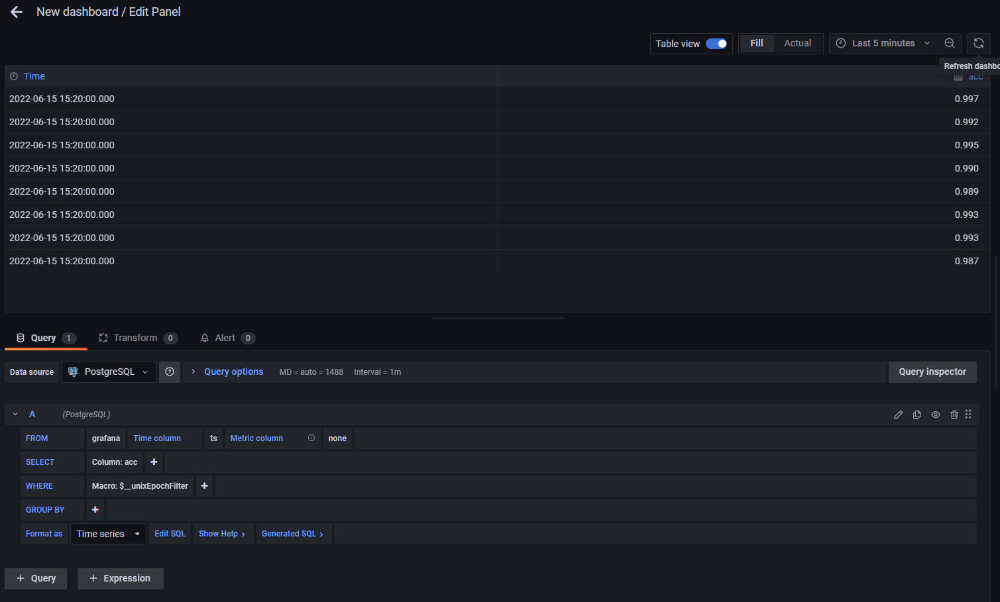 New dashboard / Edit Panel
Table view Fill Actual Last 5 minutes
Refresh dashbo
Time acc
2022-06-15 15:20:00.000 0.997
2022-06-15 15:20:00.000 0.992
2022-06-15 15:20:00.000 0.995
2022-06-15 15:20:00.000 0.990
2022-06-15 15:20:00.000 0.989
2022-06-15 15:20:00.000 0.993
2022-06-15 15:20:00.000 0.993
2022-06-15 15:20:00.000 0.987
Query 1 Transform 0 Alert 0
Data source PostgreSQL Query options MD = auto = 1488 Interval = 1m Query inspector
A (PostgreSQL)
FROM grafana Time column ts Metric column none
SELECT Column: acc +
WHERE Macro: $__unixEpochFilter +
GROUP BY +
Format as Time series Edit SQL Show Help > Generated SQL >
+ Query + Expression